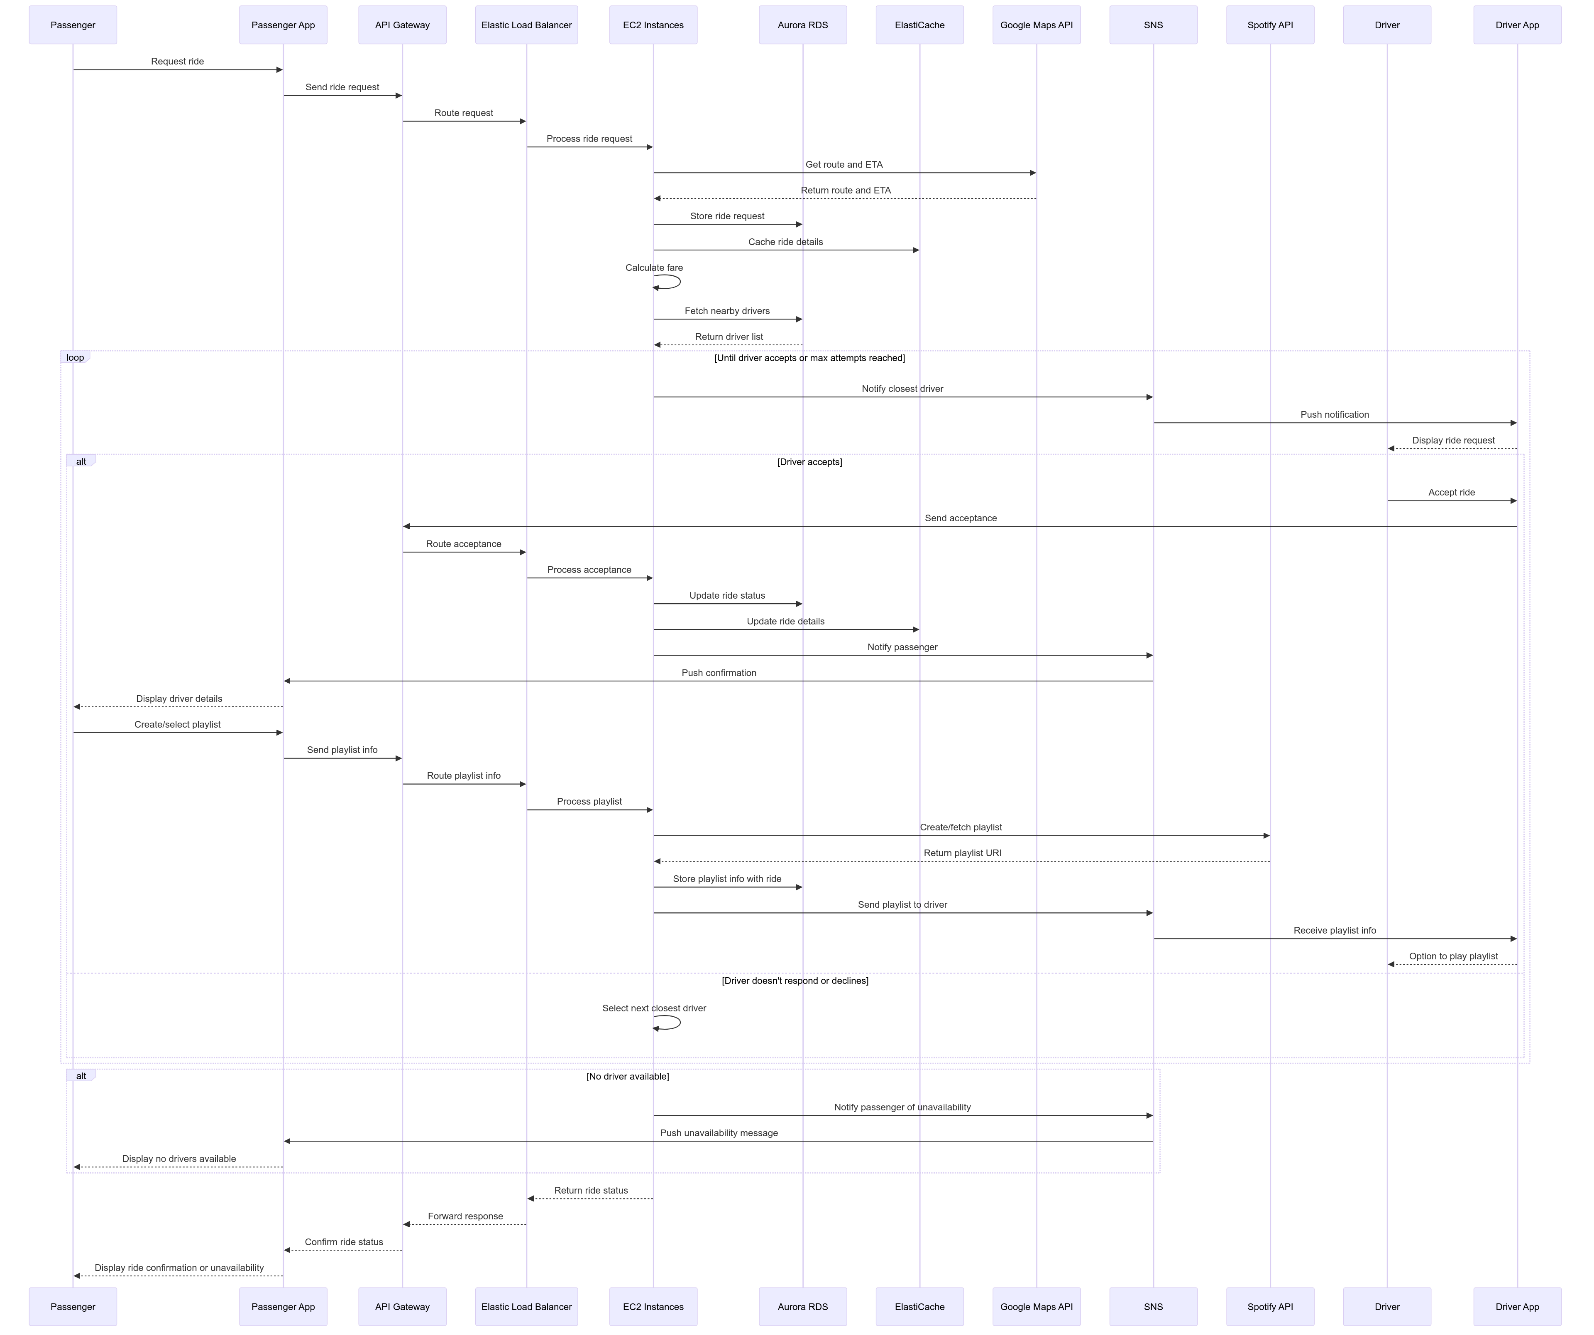 Passenger
Passenger App
API Gateway
Elastic Load Balancer
EC2 Instances
Aurora RDS
ElastiCache
Google Maps API
SNS
Spotify API
Driver
Driver App
Request ride
Send ride request
Route request
Process ride request
Get route and ETA
Return route and ETA
Store ride request
Cache ride details
Calculate fare
Fetch nearby drivers
Return driver list
loop
[Until driver accepts or max attempts reached]
Notify closest driver
Push notification
Display ride request
alt
[Driver accepts]
Accept ride
Send acceptance
Route acceptance
Process acceptance
Update ride status
Update ride details
Notify passenger
Push confirmation
Display driver details
Create/select playlist
Send playlist info
Route playlist info
Process playlist
Create/fetch playlist
Return playlist URI
Store playlist info with ride
Send playlist to driver
Receive playlist info
Option to play playlist
[Driver doesn't respond or declines]
Select next closest driver
alt
[No driver available]
Notify passenger of unavailability
Push unavailability message
Display no drivers available
Return ride status
Forward response
Confirm ride status
Display ride confirmation or unavailability
Passenger
Passenger App
API Gateway
Elastic Load Balancer
EC2 Instances
Aurora RDS
ElastiCache
Google Maps API
SNS
Spotify API
Driver
Driver App